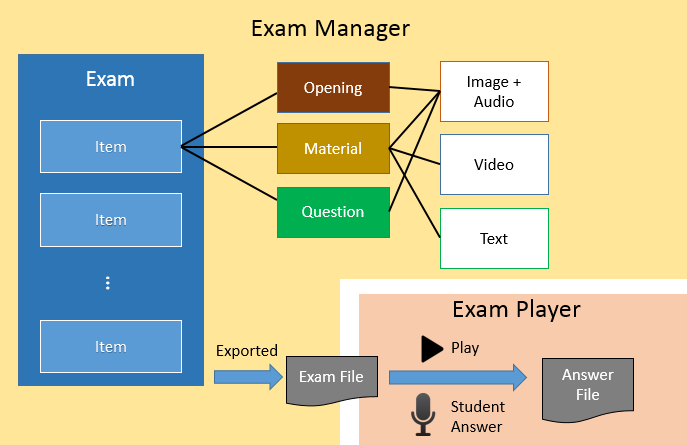 Exam Manager
Exam
Item
Item
...
Item
Opening
Material
Question
Image +
Audio
Video
Text
Exported
Exam File
Exam Player
Play
Student
Answer
Answer
File